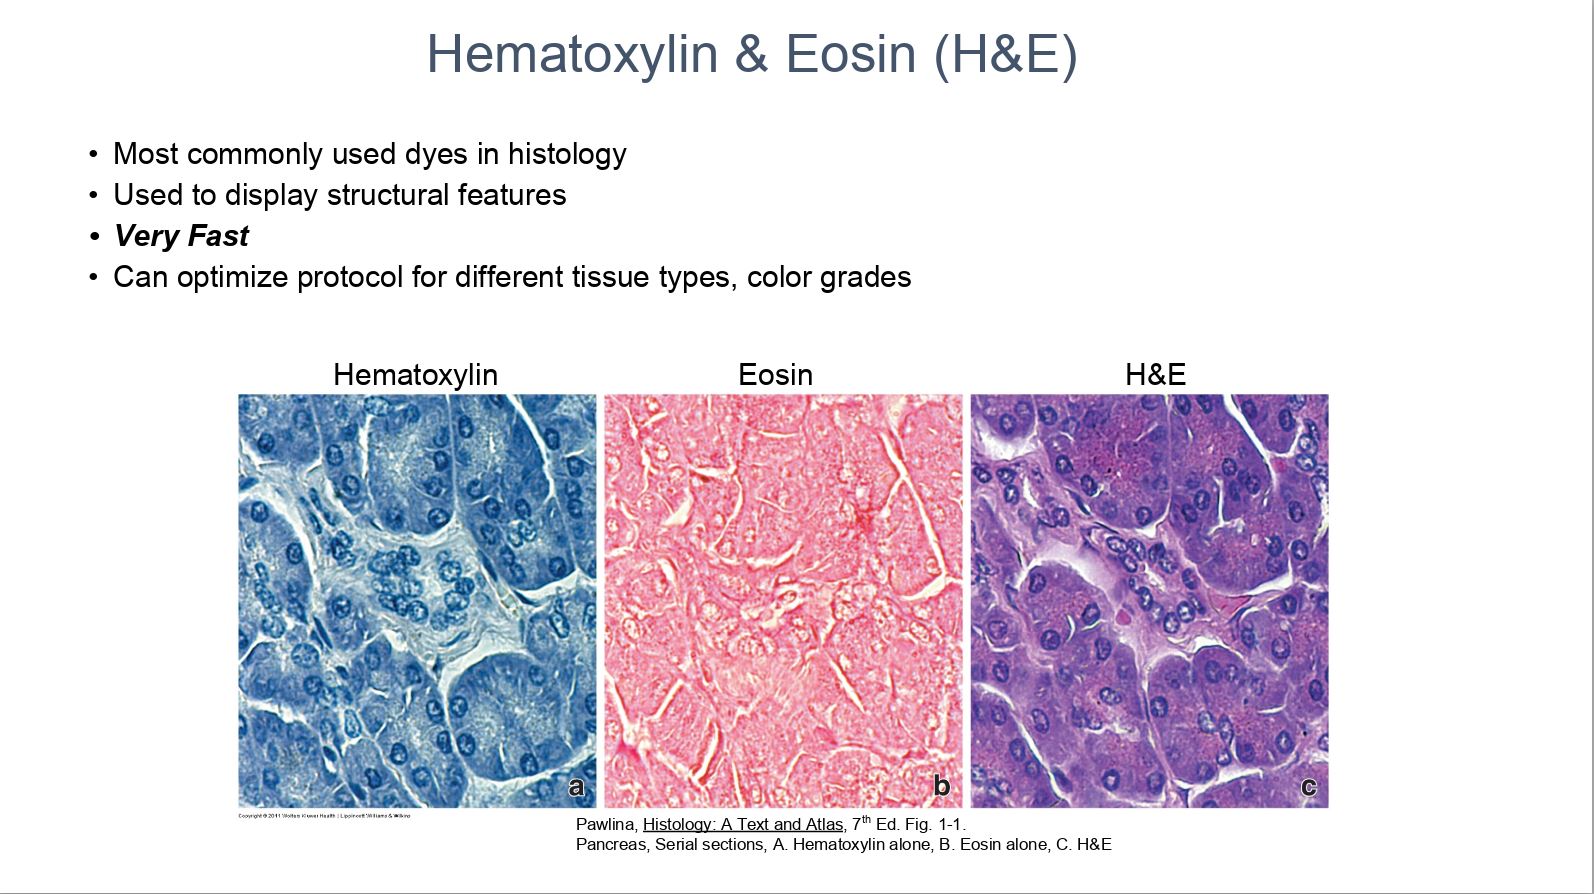 Hematoxylin & Eosin (H&E)
• Most commonly used dyes in histology
• Used to display structural features
• Very Fast
• Can optimize protocol for different tissue types, color grades
Hematoxylin
Eosin
H&E
a
b
c
Copyright © 2011 Wolters Kluwer Health | Lippincott Williams & Wilkins
Pawlina, Histology: A Text and Atlas, 7th Ed. Fig. 1-1.
Pancreas, Serial sections, A. Hematoxylin alone, B. Eosin alone, C. H&E